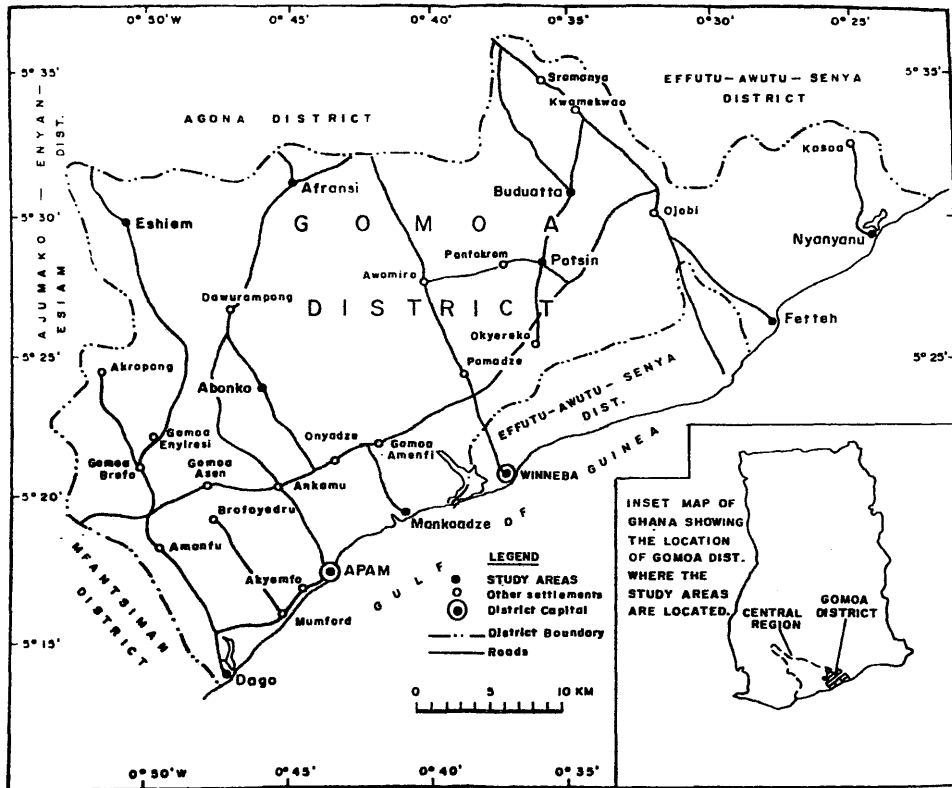 0° 50'W
0° 45'
0° 40'
0° 35'
0° 30'
0° 25'
5° 35'
5° 35'
AJUMAKO — ENYAN — ESIAM
DIST.
AGONA DISTRICT
EFFUTU—AWUTU—SENYA
DISTRICT
Sramanya
Kwamekwao
Kasoa
Afransi
Buduatta
5° 30'
Eshiem
GOMOA
Ojobi
Nyanyanu
Pantokrom
Patsin
Awomiro
Dawurampong
DISTRICT
Fetteh
Okyereko
5° 25'
5° 25'
Akropong
Pomadze
Abonko
EFFUTU—AWUTU—SENYA
DIST.
Gomoa
Enyiresi
Onyadze
Gomoa
Amenfi
Gomoa
Brofo
Gomoa
Asen
WINNEBA
5° 20'
Ankamu
Brofoyedru
Mankoadze
GULF OF GUINEA
Amanfu
MFANTSIMAN
DISTRICT
APAM
Akyemfo
Mumford
5° 15'
Dago
LEGEND
STUDY AREAS
Other settlements
District Capital
District Boundary
Roads
0 5 10 KM
INSET MAP OF
GHANA SHOWING
THE LOCATION
OF GOMOA DIST.
WHERE THE
STUDY AREAS
ARE LOCATED.
CENTRAL
REGION
GOMOA
DISTRICT
0° 50'W
0° 45'
0° 40'
0° 35'